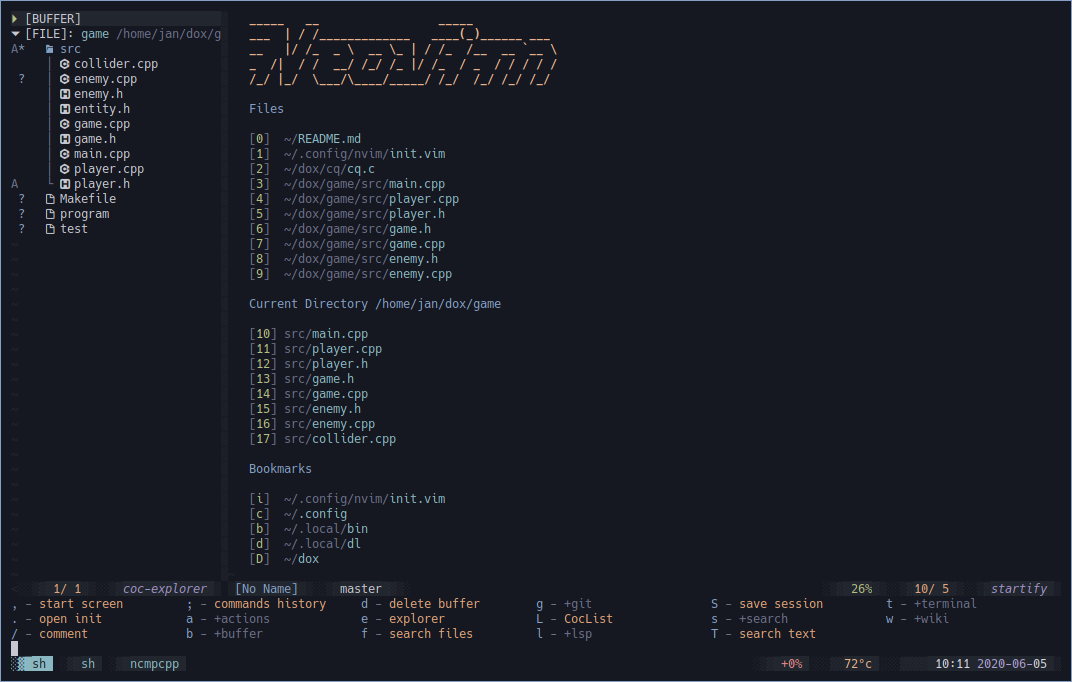 [BUFFER]
[FILE]: game /home/jan/dox/g
A* src
collider.cpp
? enemy.cpp
enemy.h
entity.h
game.cpp
game.h
main.cpp
player.cpp
A player.h
? Makefile
? program
? test
Neovim
Files
[0] ~/README.md
[1] ~/.config/nvim/init.vim
[2] ~/dox/cq/cq.c
[3] ~/dox/game/src/main.cpp
[4] ~/dox/game/src/player.cpp
[5] ~/dox/game/src/player.h
[6] ~/dox/game/src/game.h
[7] ~/dox/game/src/game.cpp
[8] ~/dox/game/src/enemy.h
[9] ~/dox/game/src/enemy.cpp
Current Directory /home/jan/dox/game
[10] src/main.cpp
[11] src/player.cpp
[12] src/player.h
[13] src/game.h
[14] src/game.cpp
[15] src/enemy.h
[16] src/enemy.cpp
[17] src/collider.cpp
Bookmarks
[i] ~/.config/nvim/init.vim
[c] ~/.config
[b] ~/.local/bin
[d] ~/.local/dl
[D] ~/dox
1/ 1 coc-explorer [No Name] master 26% 10/ 5 startify
, - start screen ; - commands history d - delete buffer g - +git S - save session t - +terminal
. - open init a - +actions e - explorer L - CocList s - +search w - +wiki
/ - comment b - +buffer f - search files l - +lsp T - search text
sh sh ncmpcpp +0% 72°c 10:11 2020-06-05